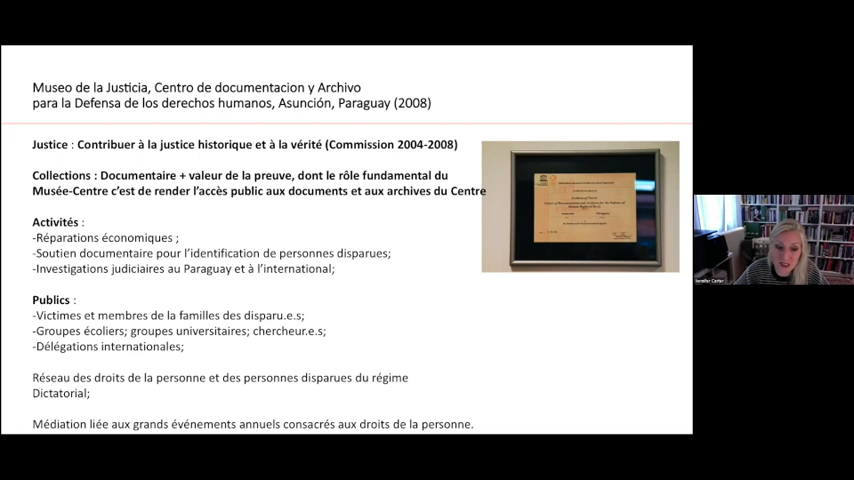 Museo de la Justicia, Centro de documentacion y Archivo
para la Defensa de los derechos humanos, Asunción, Paraguay (2008)
Justice : Contribuer à la justice historique et à la vérité (Commission 2004-2008)
Collections : Documentaire + valeur de la preuve, dont le rôle fundamental du
Musée-Centre c’est de render l’accès public aux documents et aux archives du Centre
Activités :
-Réparations économiques ;
-Soutien documentaire pour l’identification de personnes disparues;
-Investigations judiciaires au Paraguay et à l’international;
Publics :
-Victimes et membres de la familles des disparu.e.s;
-Groupes écoliers; groupes universitaires; chercheur.e.s;
-Délégations internationales;
Réseau des droits de la personne et des personnes disparues du régime
Dictatorial;
Médiation liée aux grands événements annuels consacrés aux droits de la personne.
Jennifer Carter